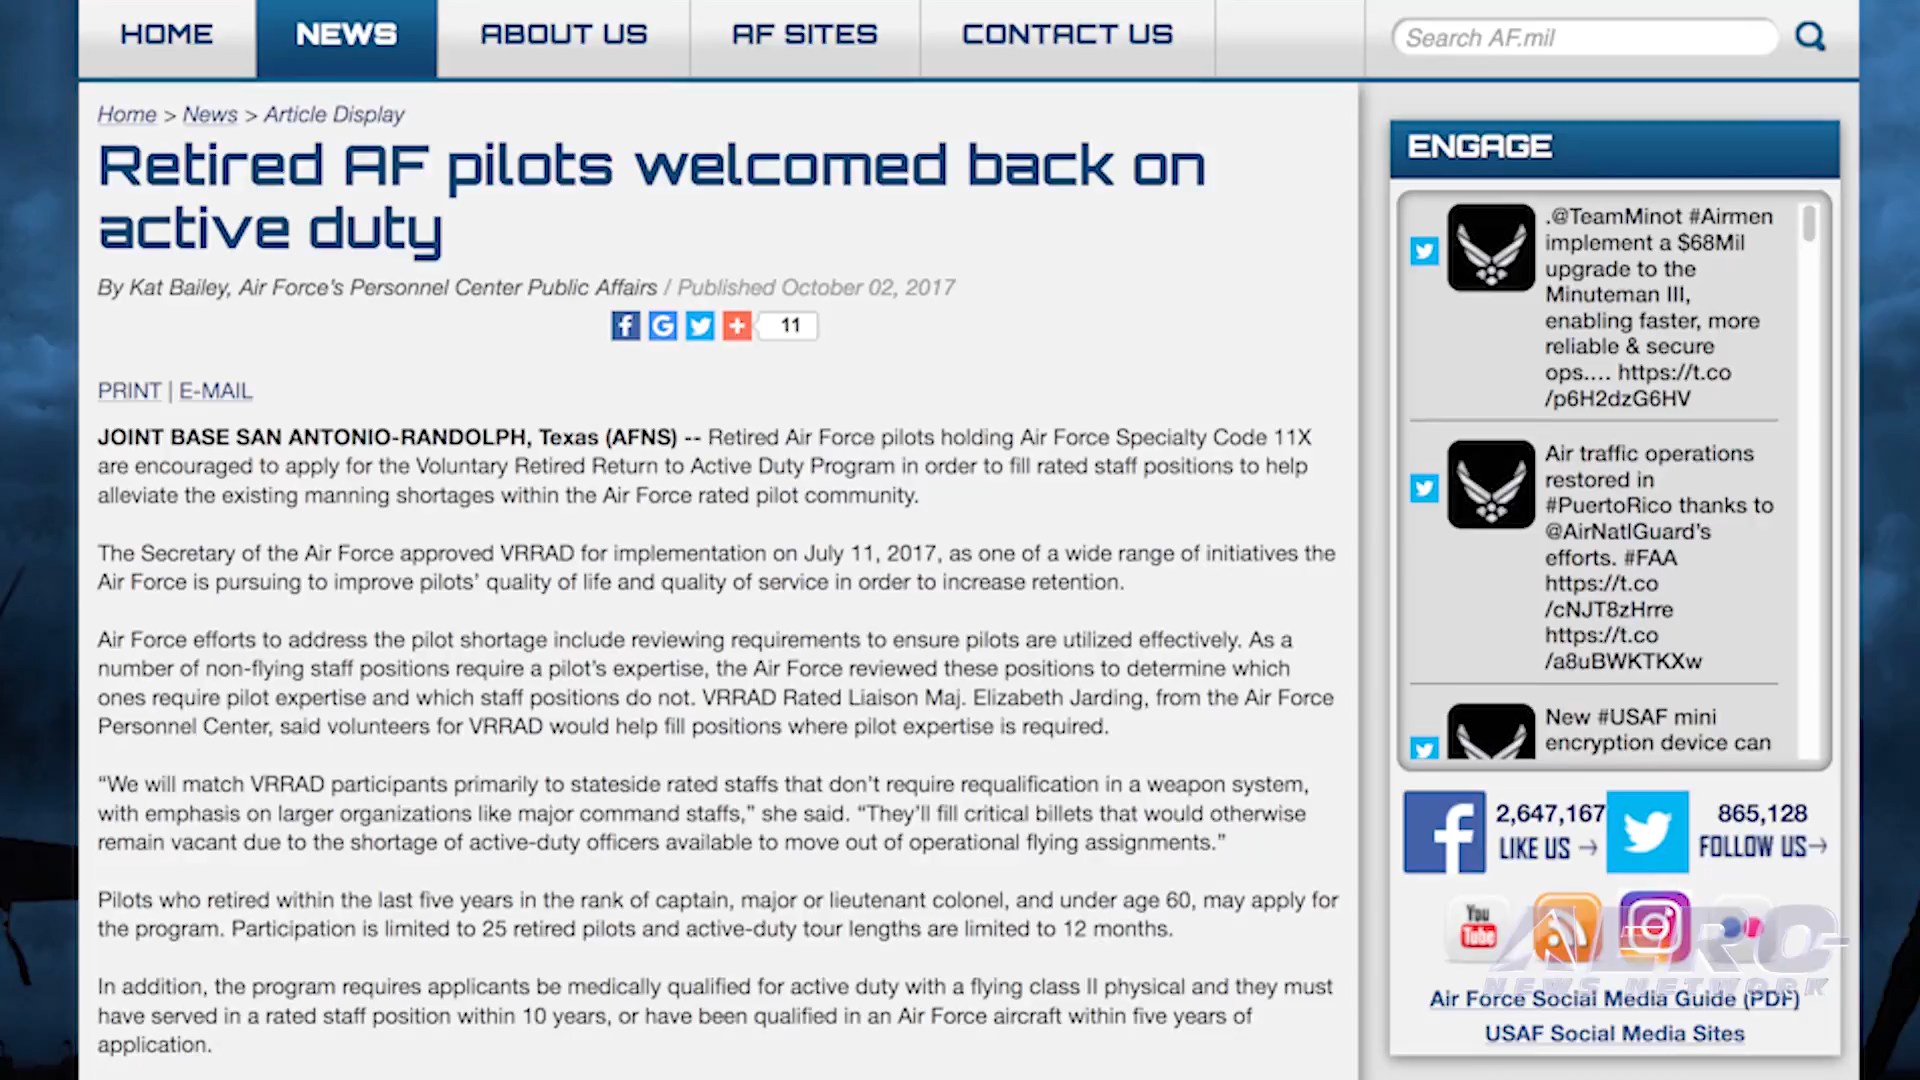 HOME
NEWS
ABOUT US
AF SITES
CONTACT US
Search AF.mil
Home > News > Article Display
Retired AF pilots welcomed back on
active duty
By Kat Bailey, Air Force's Personnel Center Public Affairs / Published October 02, 2017
11
PRINT | E-MAIL
JOINT BASE SAN ANTONIO-RANDOLPH, Texas (AFNS) -- Retired Air Force pilots holding Air Force Specialty Code 11X
are encouraged to apply for the Voluntary Retired Return to Active Duty Program in order to fill rated staff positions to help
alleviate the existing manning shortages within the Air Force rated pilot community.
The Secretary of the Air Force approved VRRAD for implementation on July 11, 2017, as one of a wide range of initiatives the
Air Force is pursuing to improve pilots' quality of life and quality of service in order to increase retention.
Air Force efforts to address the pilot shortage include reviewing requirements to ensure pilots are utilized effectively. As a
number of non-flying staff positions require a pilot's expertise, the Air Force reviewed these positions to determine which
ones require pilot expertise and which staff positions do not. VRRAD Rated Liaison Maj. Elizabeth Jarding, from the Air Force
Personnel Center, said volunteers for VRRAD would help fill positions where pilot expertise is required.
“We will match VRRAD participants primarily to stateside rated staffs that don't require requalification in a weapon system,
with emphasis on larger organizations like major command staffs,” she said. “They'll fill critical billets that would otherwise
remain vacant due to the shortage of active-duty officers available to move out of operational flying assignments.”
Pilots who retired within the last five years in the rank of captain, major or lieutenant colonel, and under age 60, may apply for
the program. Participation is limited to 25 retired pilots and active-duty tour lengths are limited to 12 months.
In addition, the program requires applicants be medically qualified for active duty with a flying class II physical and they must
have served in a rated staff position within 10 years, or have been qualified in an Air Force aircraft within five years of
application.
ENGAGE
.@TeamMinot #Airmen
implement a $68Mil
upgrade to the
Minuteman III,
enabling faster, more
reliable & secure
ops.... https://t.co
/p6H2dzG6HV
Air traffic operations
restored in
#PuertoRico thanks to
@AirNatlGuard's
efforts. #FAA
https://t.co
/cNJT8zHrre
https://t.co
/a8uBWKTKXw
New #USAF mini
encryption device can
2,647,167
LIKE US →
865,128
FOLLOW US→
You
Tube
AERO
NEWS NETWORK
Air Force Social Media Guide (PDF)
USAF Social Media Sites